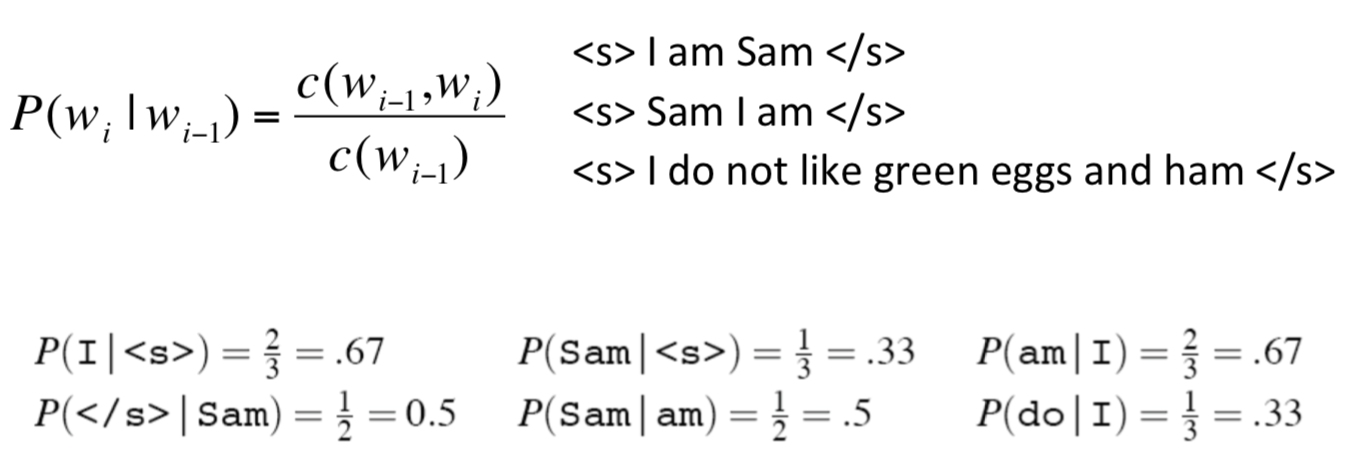 P(w_i | w_{i−1}) = c(w_{i−1}, w_i) / c(w_{i−1})
<s> I am Sam </s>
<s> Sam I am </s>
<s> I do not like green eggs and ham </s>
P(I|<s>) = 2/3 = .67 P(Sam|<s>) = 1/3 = .33 P(am|I) = 2/3 = .67
P(</s>|Sam) = 1/2 = 0.5 P(Sam|am) = 1/2 = .5 P(do|I) = 1/3 = .33